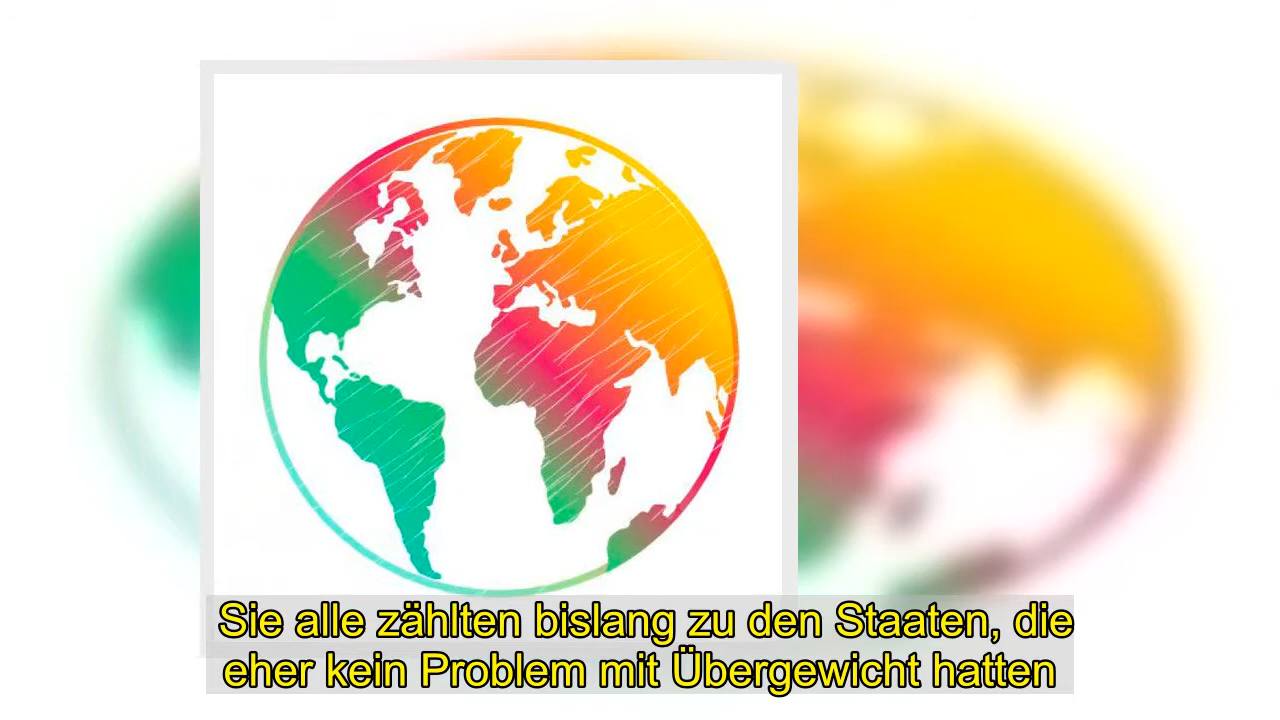 Sie alle zählten bislang zu den Staaten, die
eher kein Problem mit Übergewicht hatten